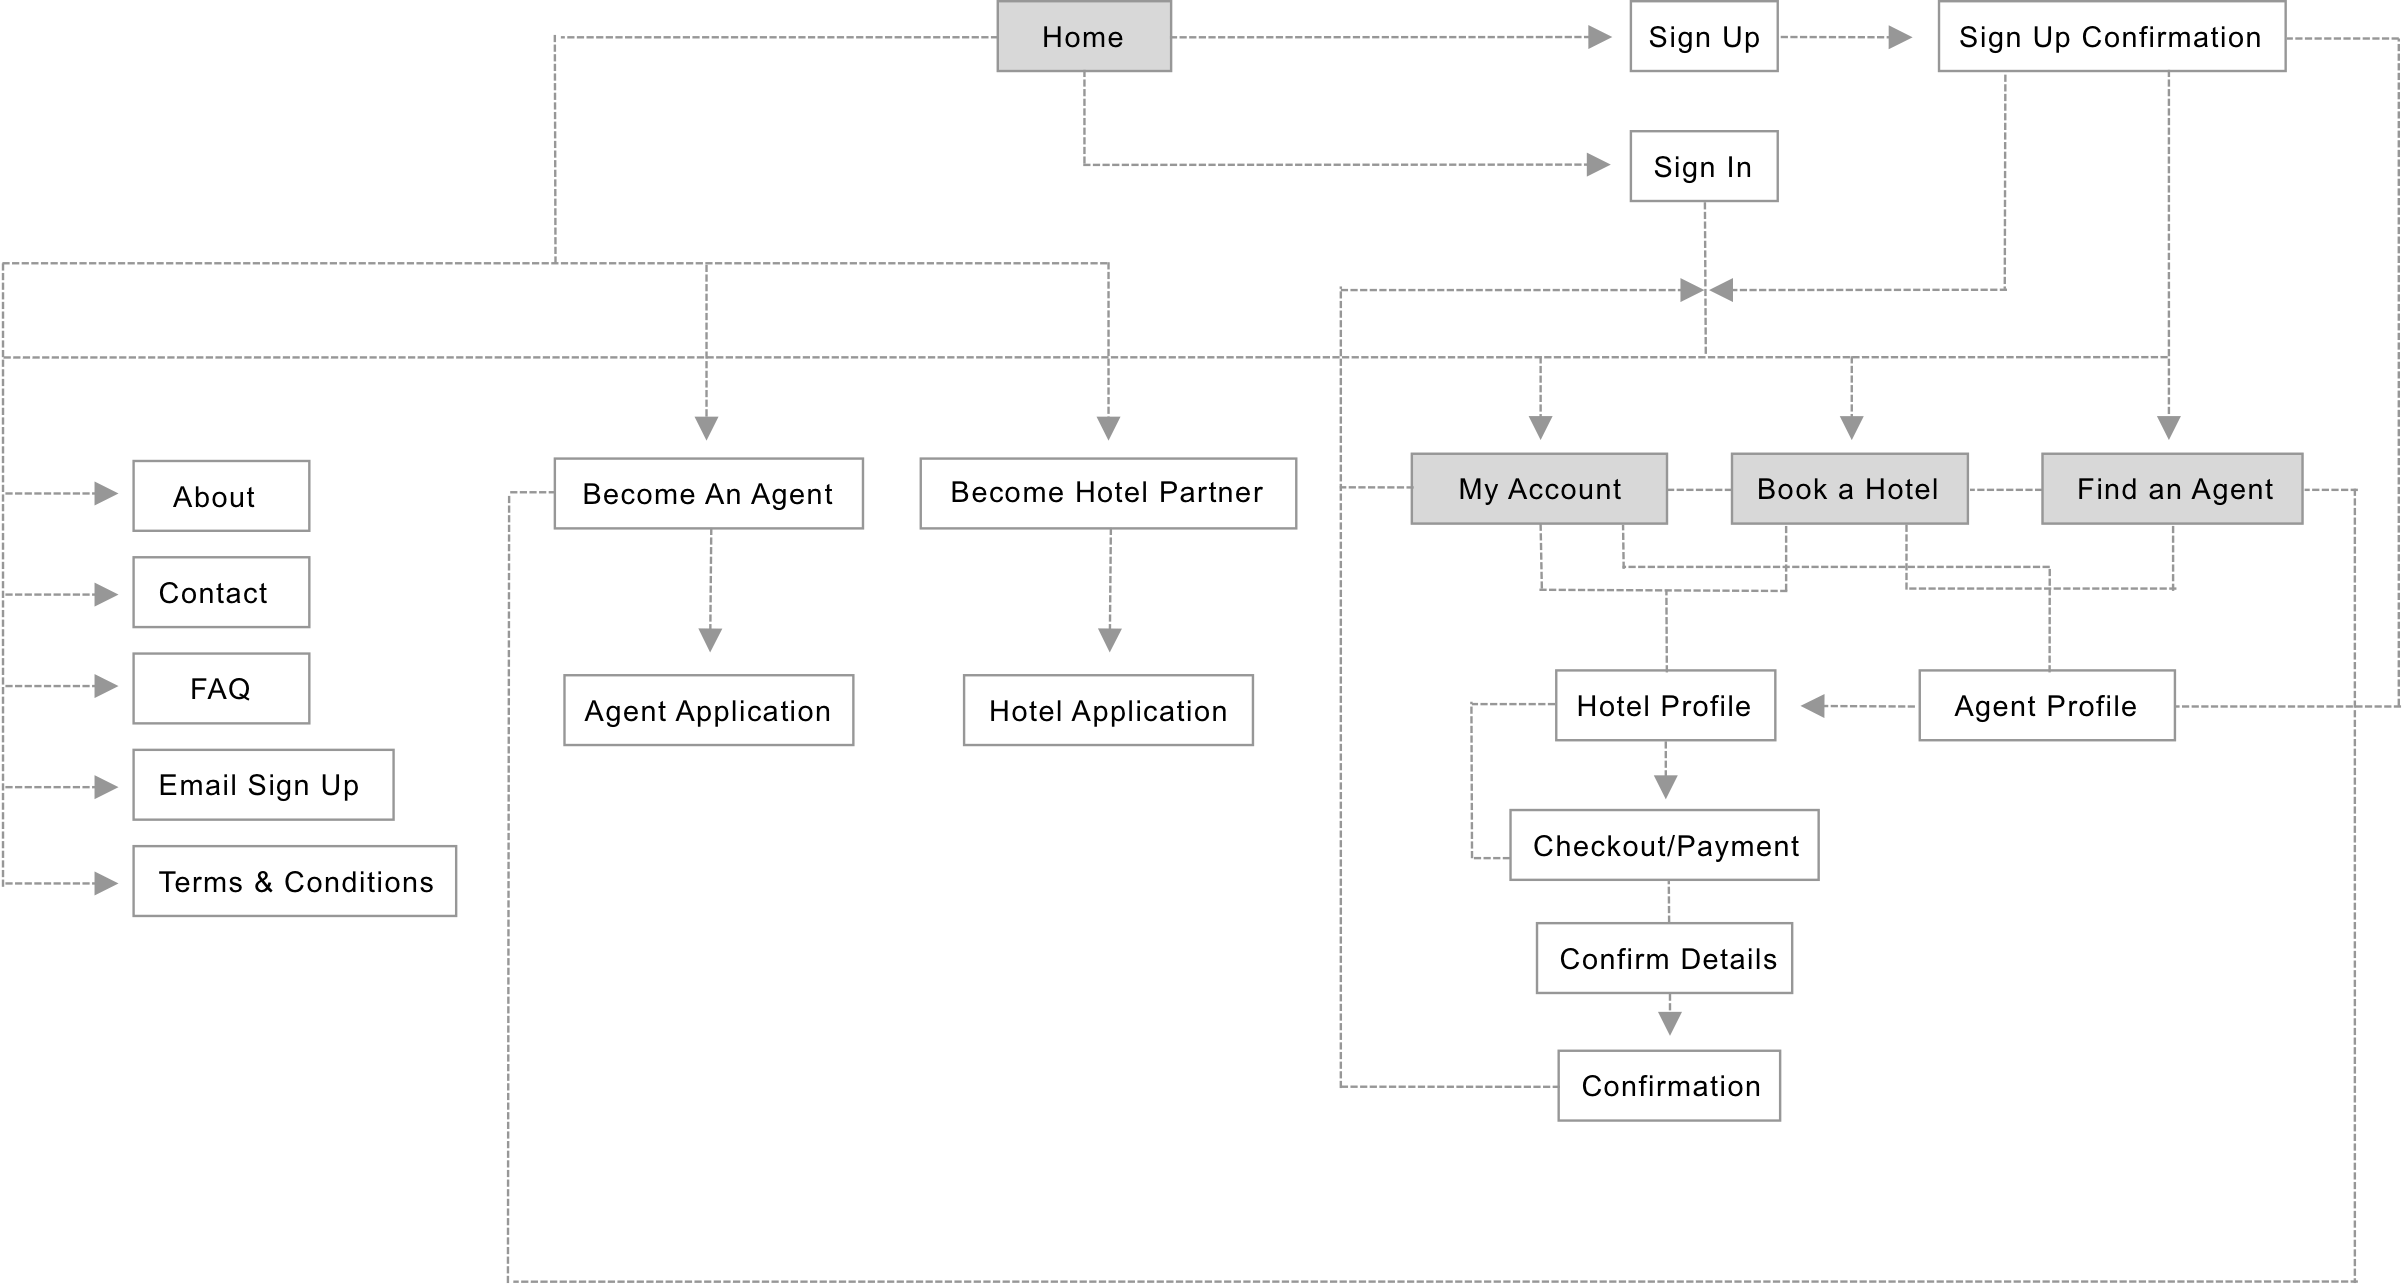 Home
Sign Up
Sign Up Confirmation
Sign In
About
Contact
FAQ
Email Sign Up
Terms & Conditions
Become An Agent
Become Hotel Partner
Agent Application
Hotel Application
My Account
Book a Hotel
Find an Agent
Hotel Profile
Agent Profile
Checkout/Payment
Confirm Details
Confirmation